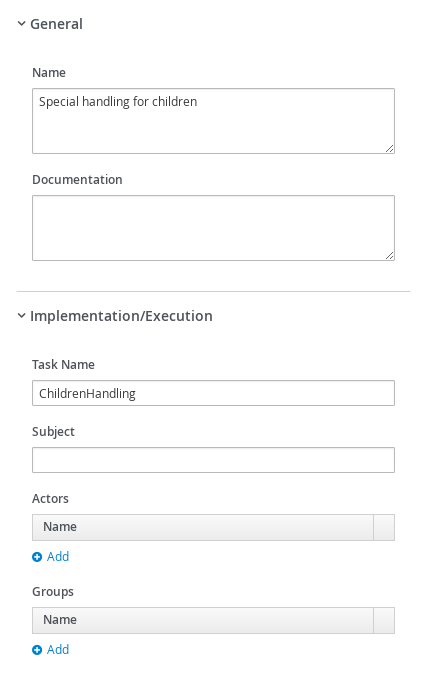 General
Name
Special handling for children
Documentation
Implementation/Execution
Task Name
ChildrenHandling
Subject
Actors
Name
Add
Groups
Name
Add